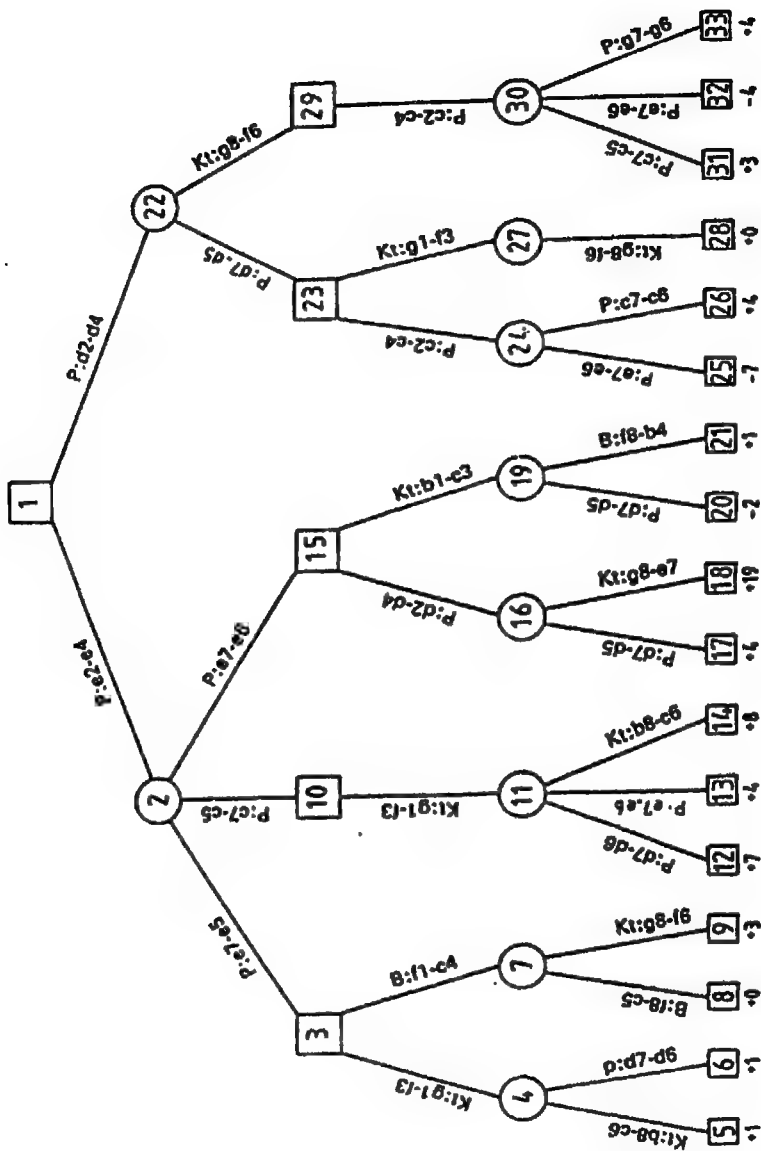 1
P:e2-e4
P:d2-d4
2
22
P:e7-e5
P:c7-c5
P:e7-e6
P:d7-d5
Kt:g8-f6
3
10
15
23
29
Kt:g1-f3
B:f1-c4
Kt:g1-f3
P:d2-d4
Kt:b1-c3
P:c2-c4
Kt:g1-f3
P:c2-c4
4
7
11
16
19
24
27
30
Kt:b8-c6
p:d7-d6
B:f8-c5
Kt:g8-f6
P:d7-d6
P:e7-e6
Kt:b8-c6
P:d7-d5
Kt:g8-e7
P:d7-d5
B:f8-b4
P:e7-e6
P:c7-c6
Kt:g8-f6
P:c7-c5
P:e7-e6
P:g7-g6
5
6
8
9
12
13
14
17
18
20
21
25
26
28
31
32
33
+1
+1
+0
+3
+7
+4
+8
+4
+19
-2
+1
-7
+4
+0
+3
-4
+4